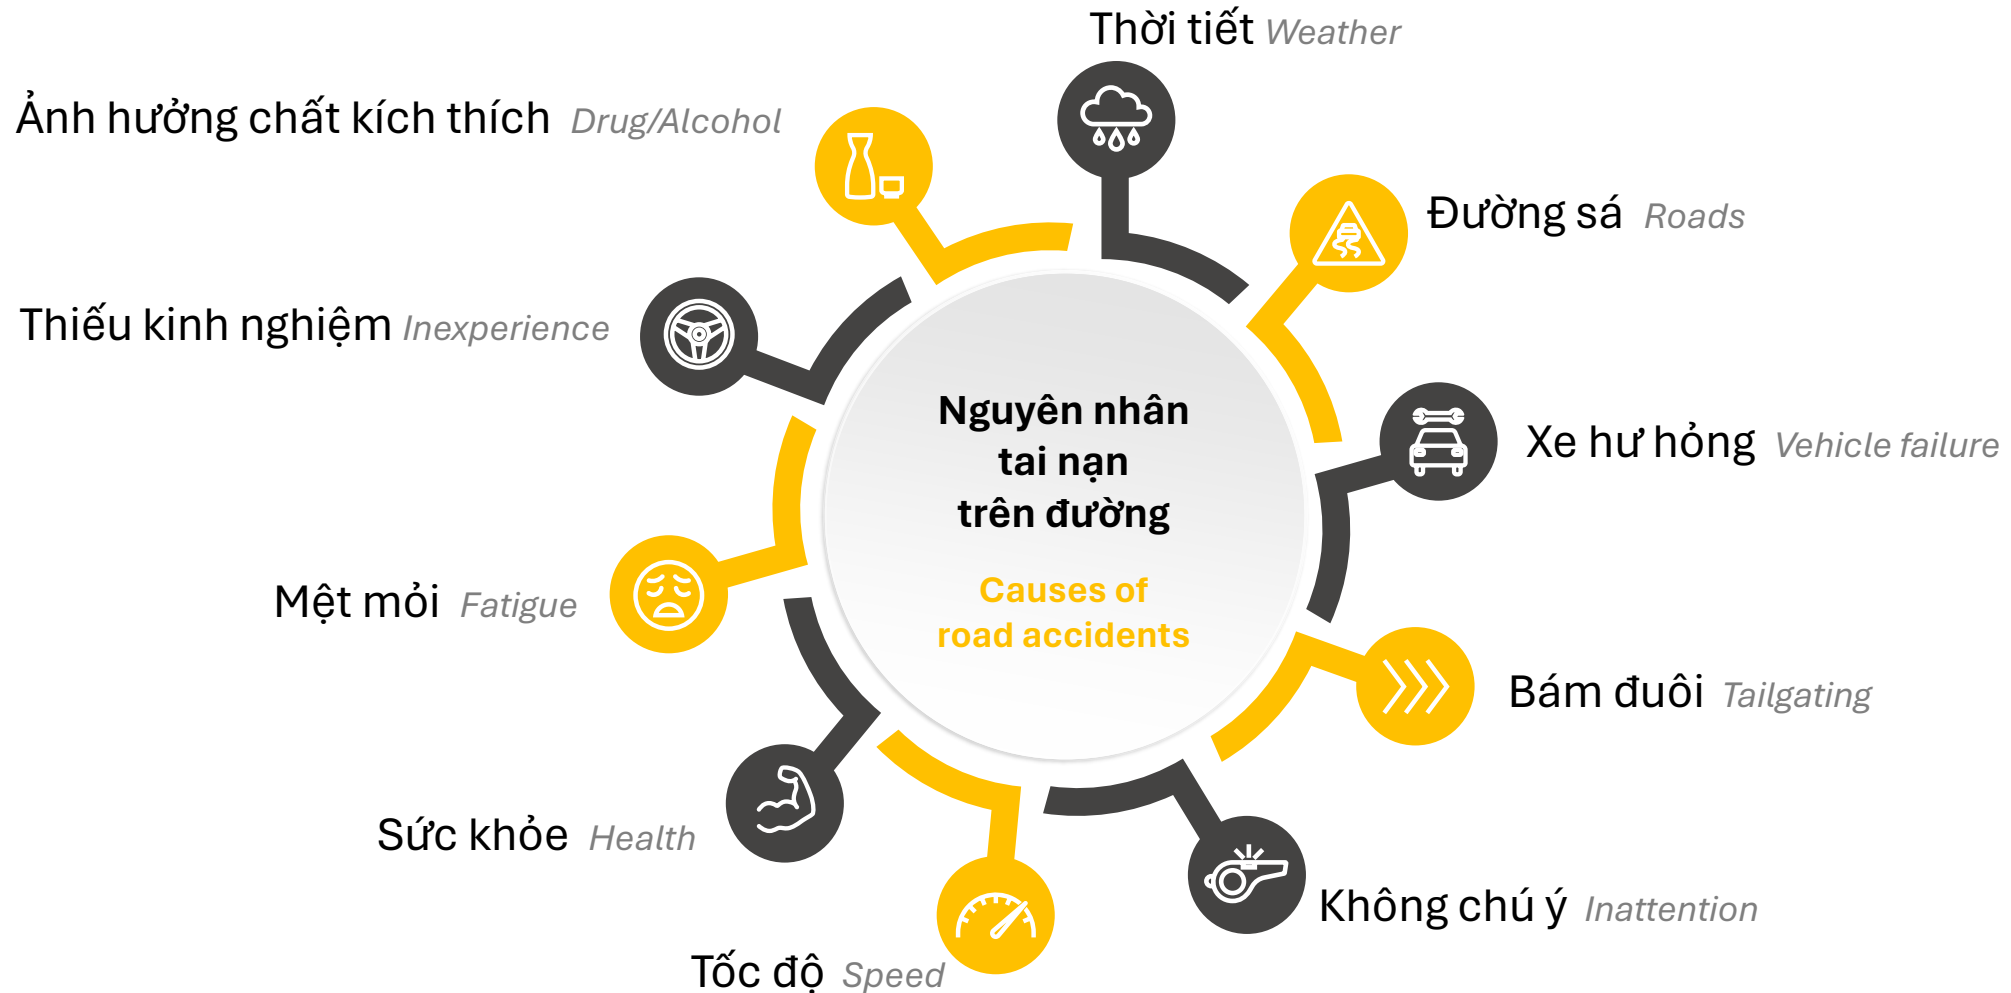 Thời tiết Weather
Ảnh hưởng chất kích thích Drug/Alcohol
Đường sá Roads
Thiếu kinh nghiệm Inexperience
Nguyên nhân
tai nạn
trên đường
Causes of
road accidents
Xe hư hỏng Vehicle failure
Mệt mỏi Fatigue
Bám đuôi Tailgating
Sức khỏe Health
Không chú ý Inattention
Tốc độ Speed